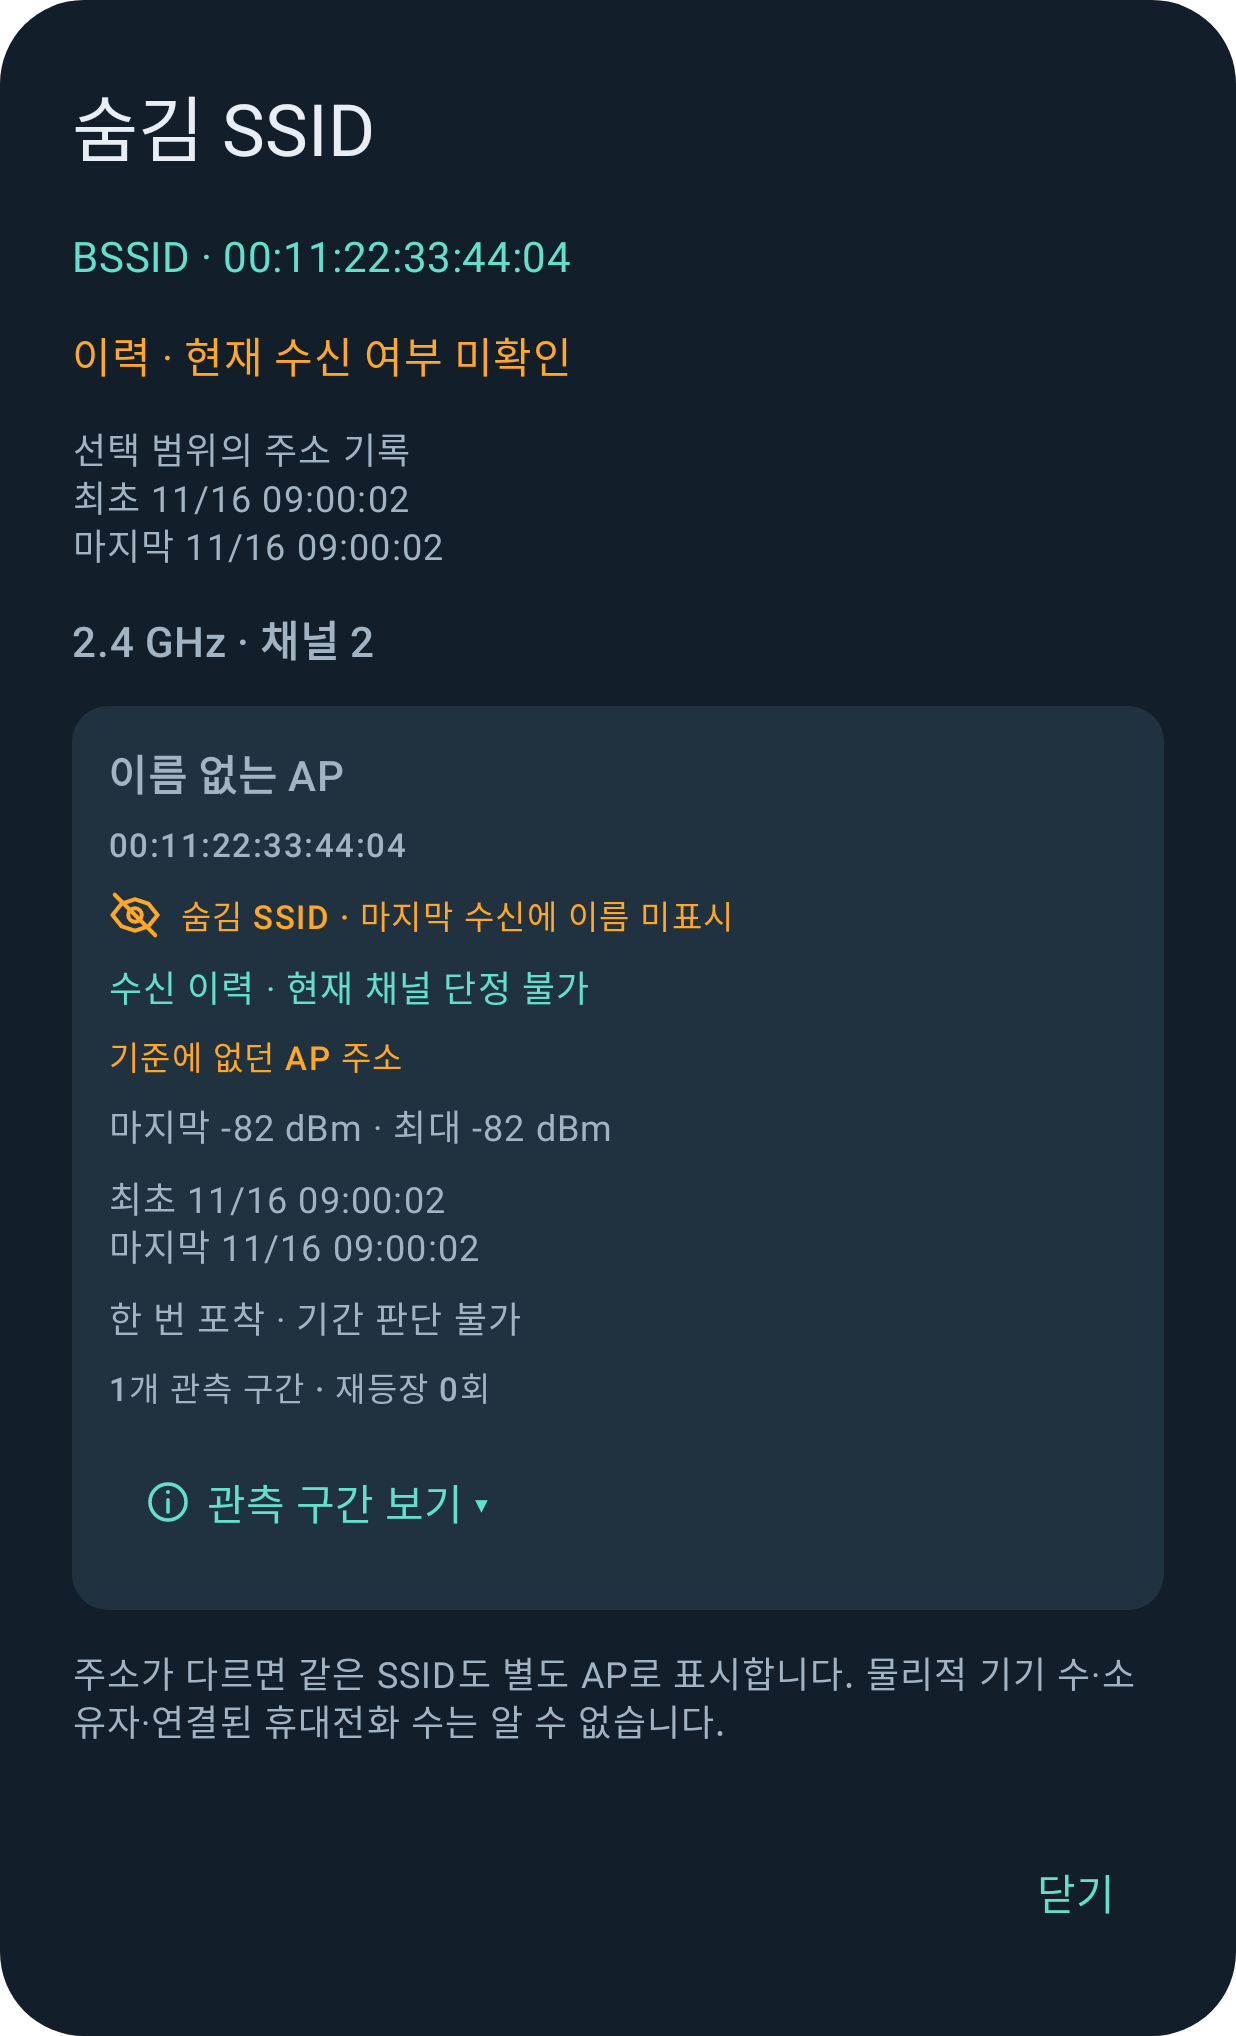 숨김 SSID
BSSID · 00:11:22:33:44:04
이력 · 현재 수신 여부 미확인
선택 범위의 주소 기록
최초 11/16 09:00:02
마지막 11/16 09:00:02
2.4 GHz · 채널 2
이름 없는 AP
00:11:22:33:44:04
숨김 SSID · 마지막 수신에 이름 미표시
수신 이력 · 현재 채널 단정 불가
기준에 없던 AP 주소
마지막 -82 dBm · 최대 -82 dBm
최초 11/16 09:00:02
마지막 11/16 09:00:02
한 번 포착 · 기간 판단 불가
1개 관측 구간 · 재등장 0회
관측 구간 보기 ▾
주소가 다르면 같은 SSID도 별도 AP로 표시합니다. 물리적 기기 수·소
유자·연결된 휴대전화 수는 알 수 없습니다.
닫기